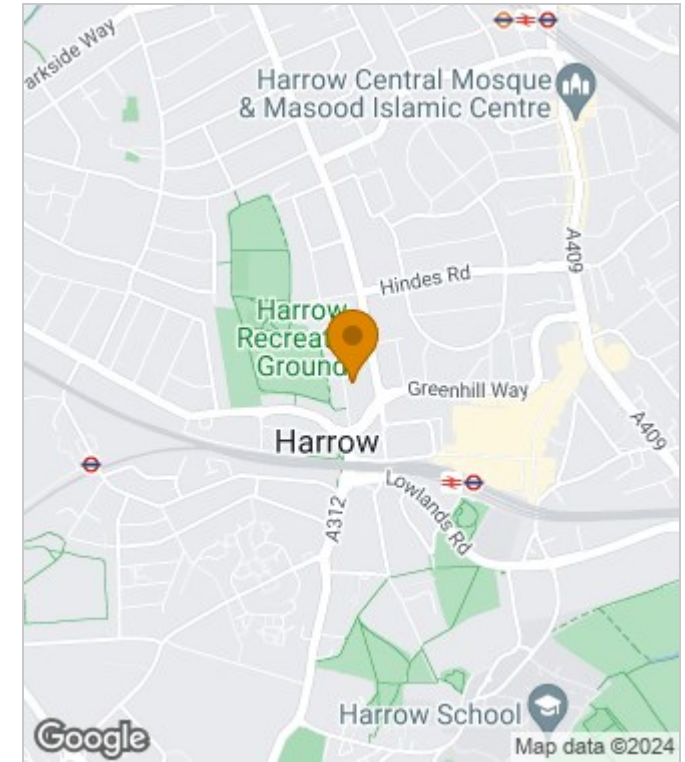 arkside Way
Harrow Central Mosque
& Masood Islamic Centre
A409
Hindes Rd
Harrow
Recrea
Ground
Greenhill Way
A409
Harrow
Lowlands Rd
A312
Harrow School
Google
Map data ©2024